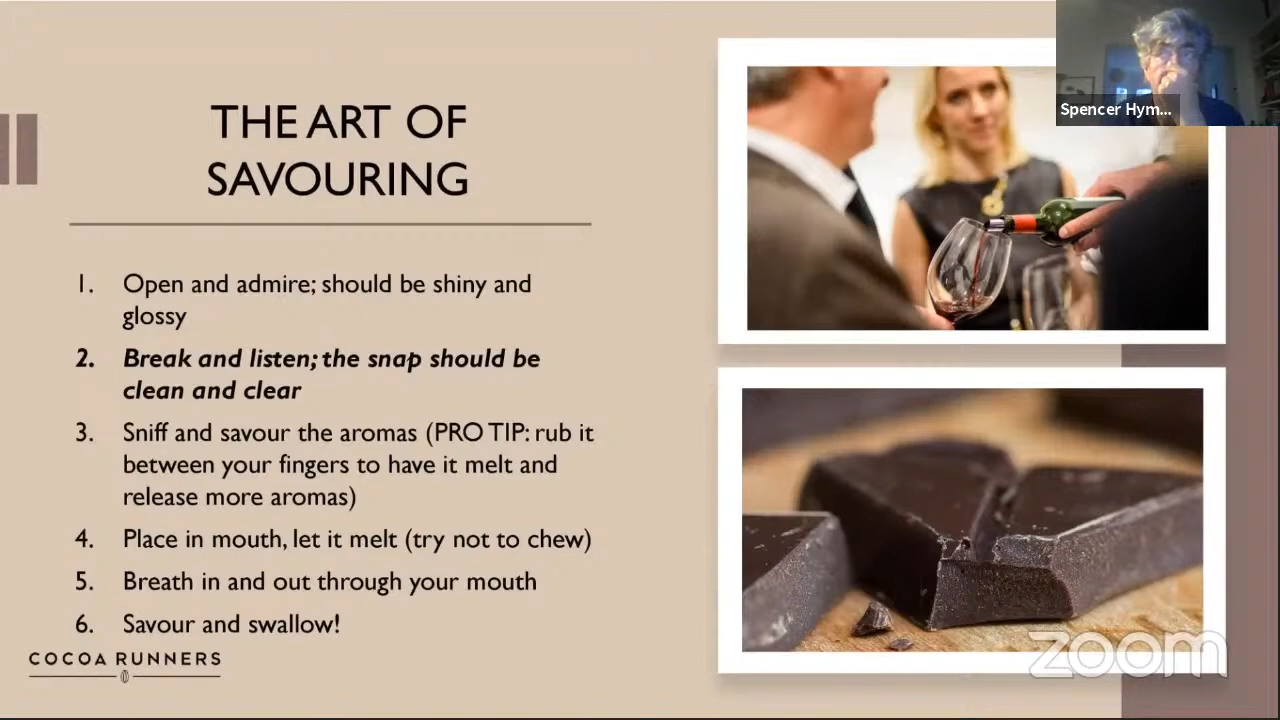 THE ART OF
SAVOURING
1. Open and admire; should be shiny and
glossy
2. Break and listen; the snap should be
clean and clear
3. Sniff and savour the aromas (PRO TIP: rub it
between your fingers to have it melt and
release more aromas)
4. Place in mouth, let it melt (try not to chew)
5. Breath in and out through your mouth
6. Savour and swallow!
COCOA RUNNERS
Spencer Hym...
zoom